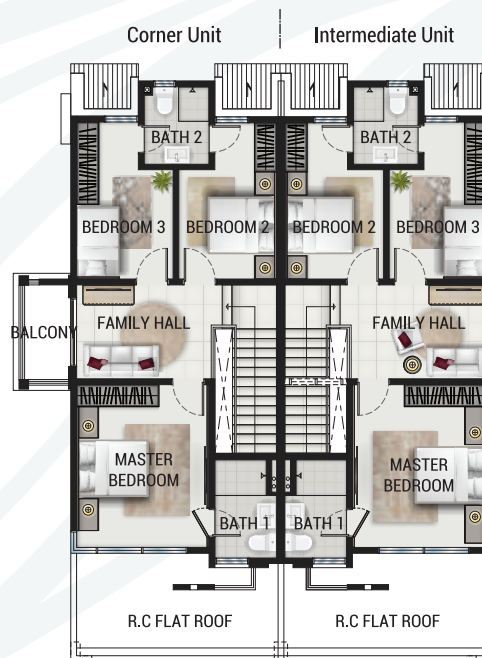 Corner Unit
Intermediate Unit
BATH 2
BATH 2
BEDROOM 3
BEDROOM 2
BEDROOM 2
BEDROOM 3
BALCONY
FAMILY HALL
FAMILY HALL
MASTER
BEDROOM
MASTER
BEDROOM
BATH 1
BATH 1
R.C FLAT ROOF
R.C FLAT ROOF